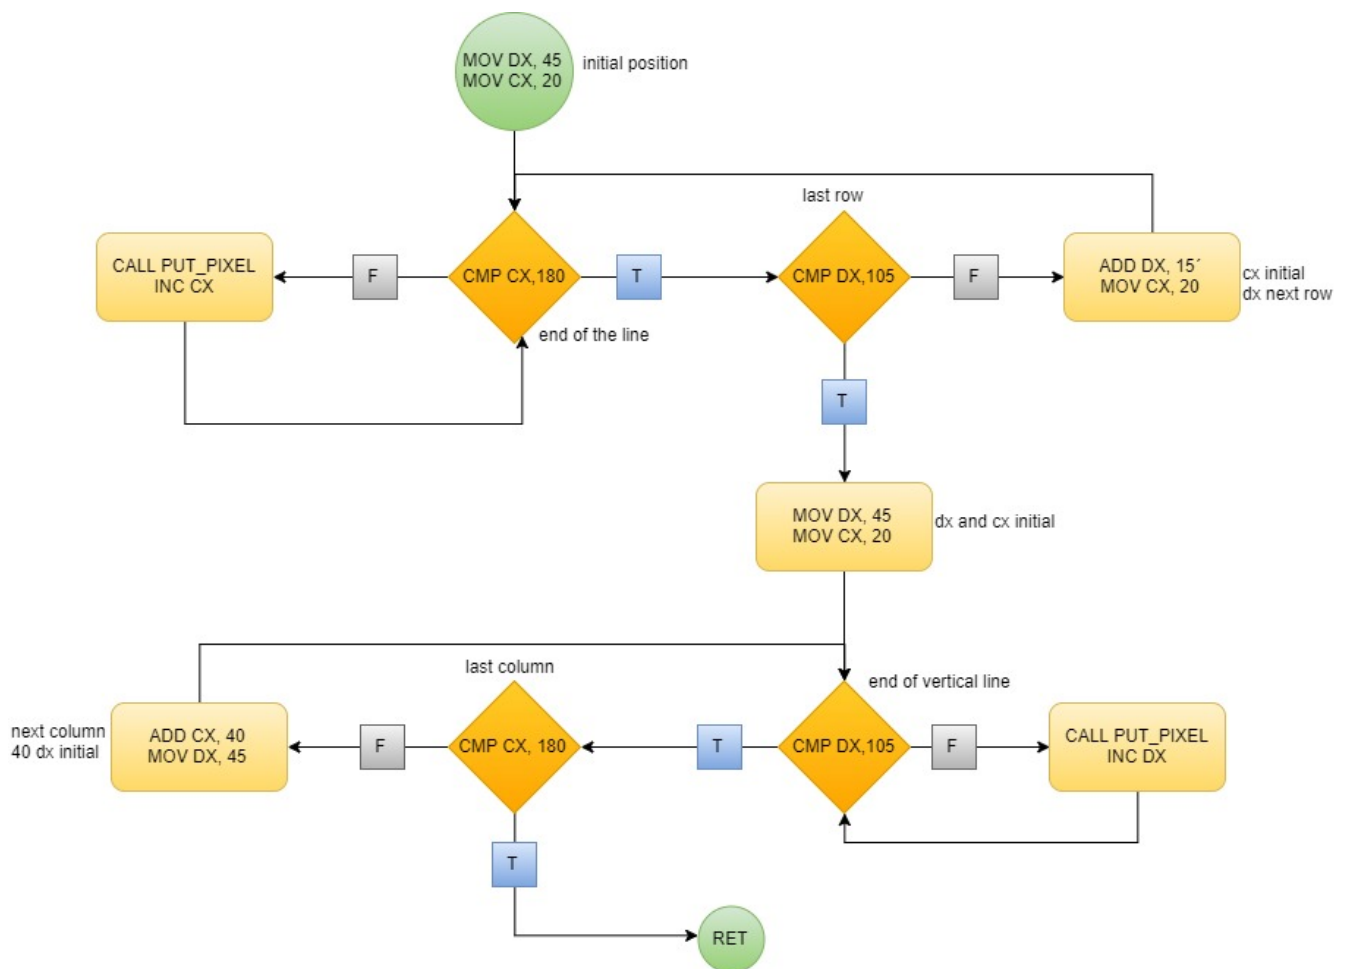 MOV DX, 45
MOV CX, 20
initial position
last row
CALL PUT_PIXEL
INC CX
F
CMP CX,180
T
CMP DX,105
F
ADD DX, 15´
MOV CX, 20
cx initial
dx next row
end of the line
T
MOV DX, 45
MOV CX, 20
dx and cx initial
last column
end of vertical line
next column
40 dx initial
ADD CX, 40
MOV DX, 45
F
CMP CX, 180
T
CMP DX,105
F
CALL PUT_PIXEL
INC DX
T
RET